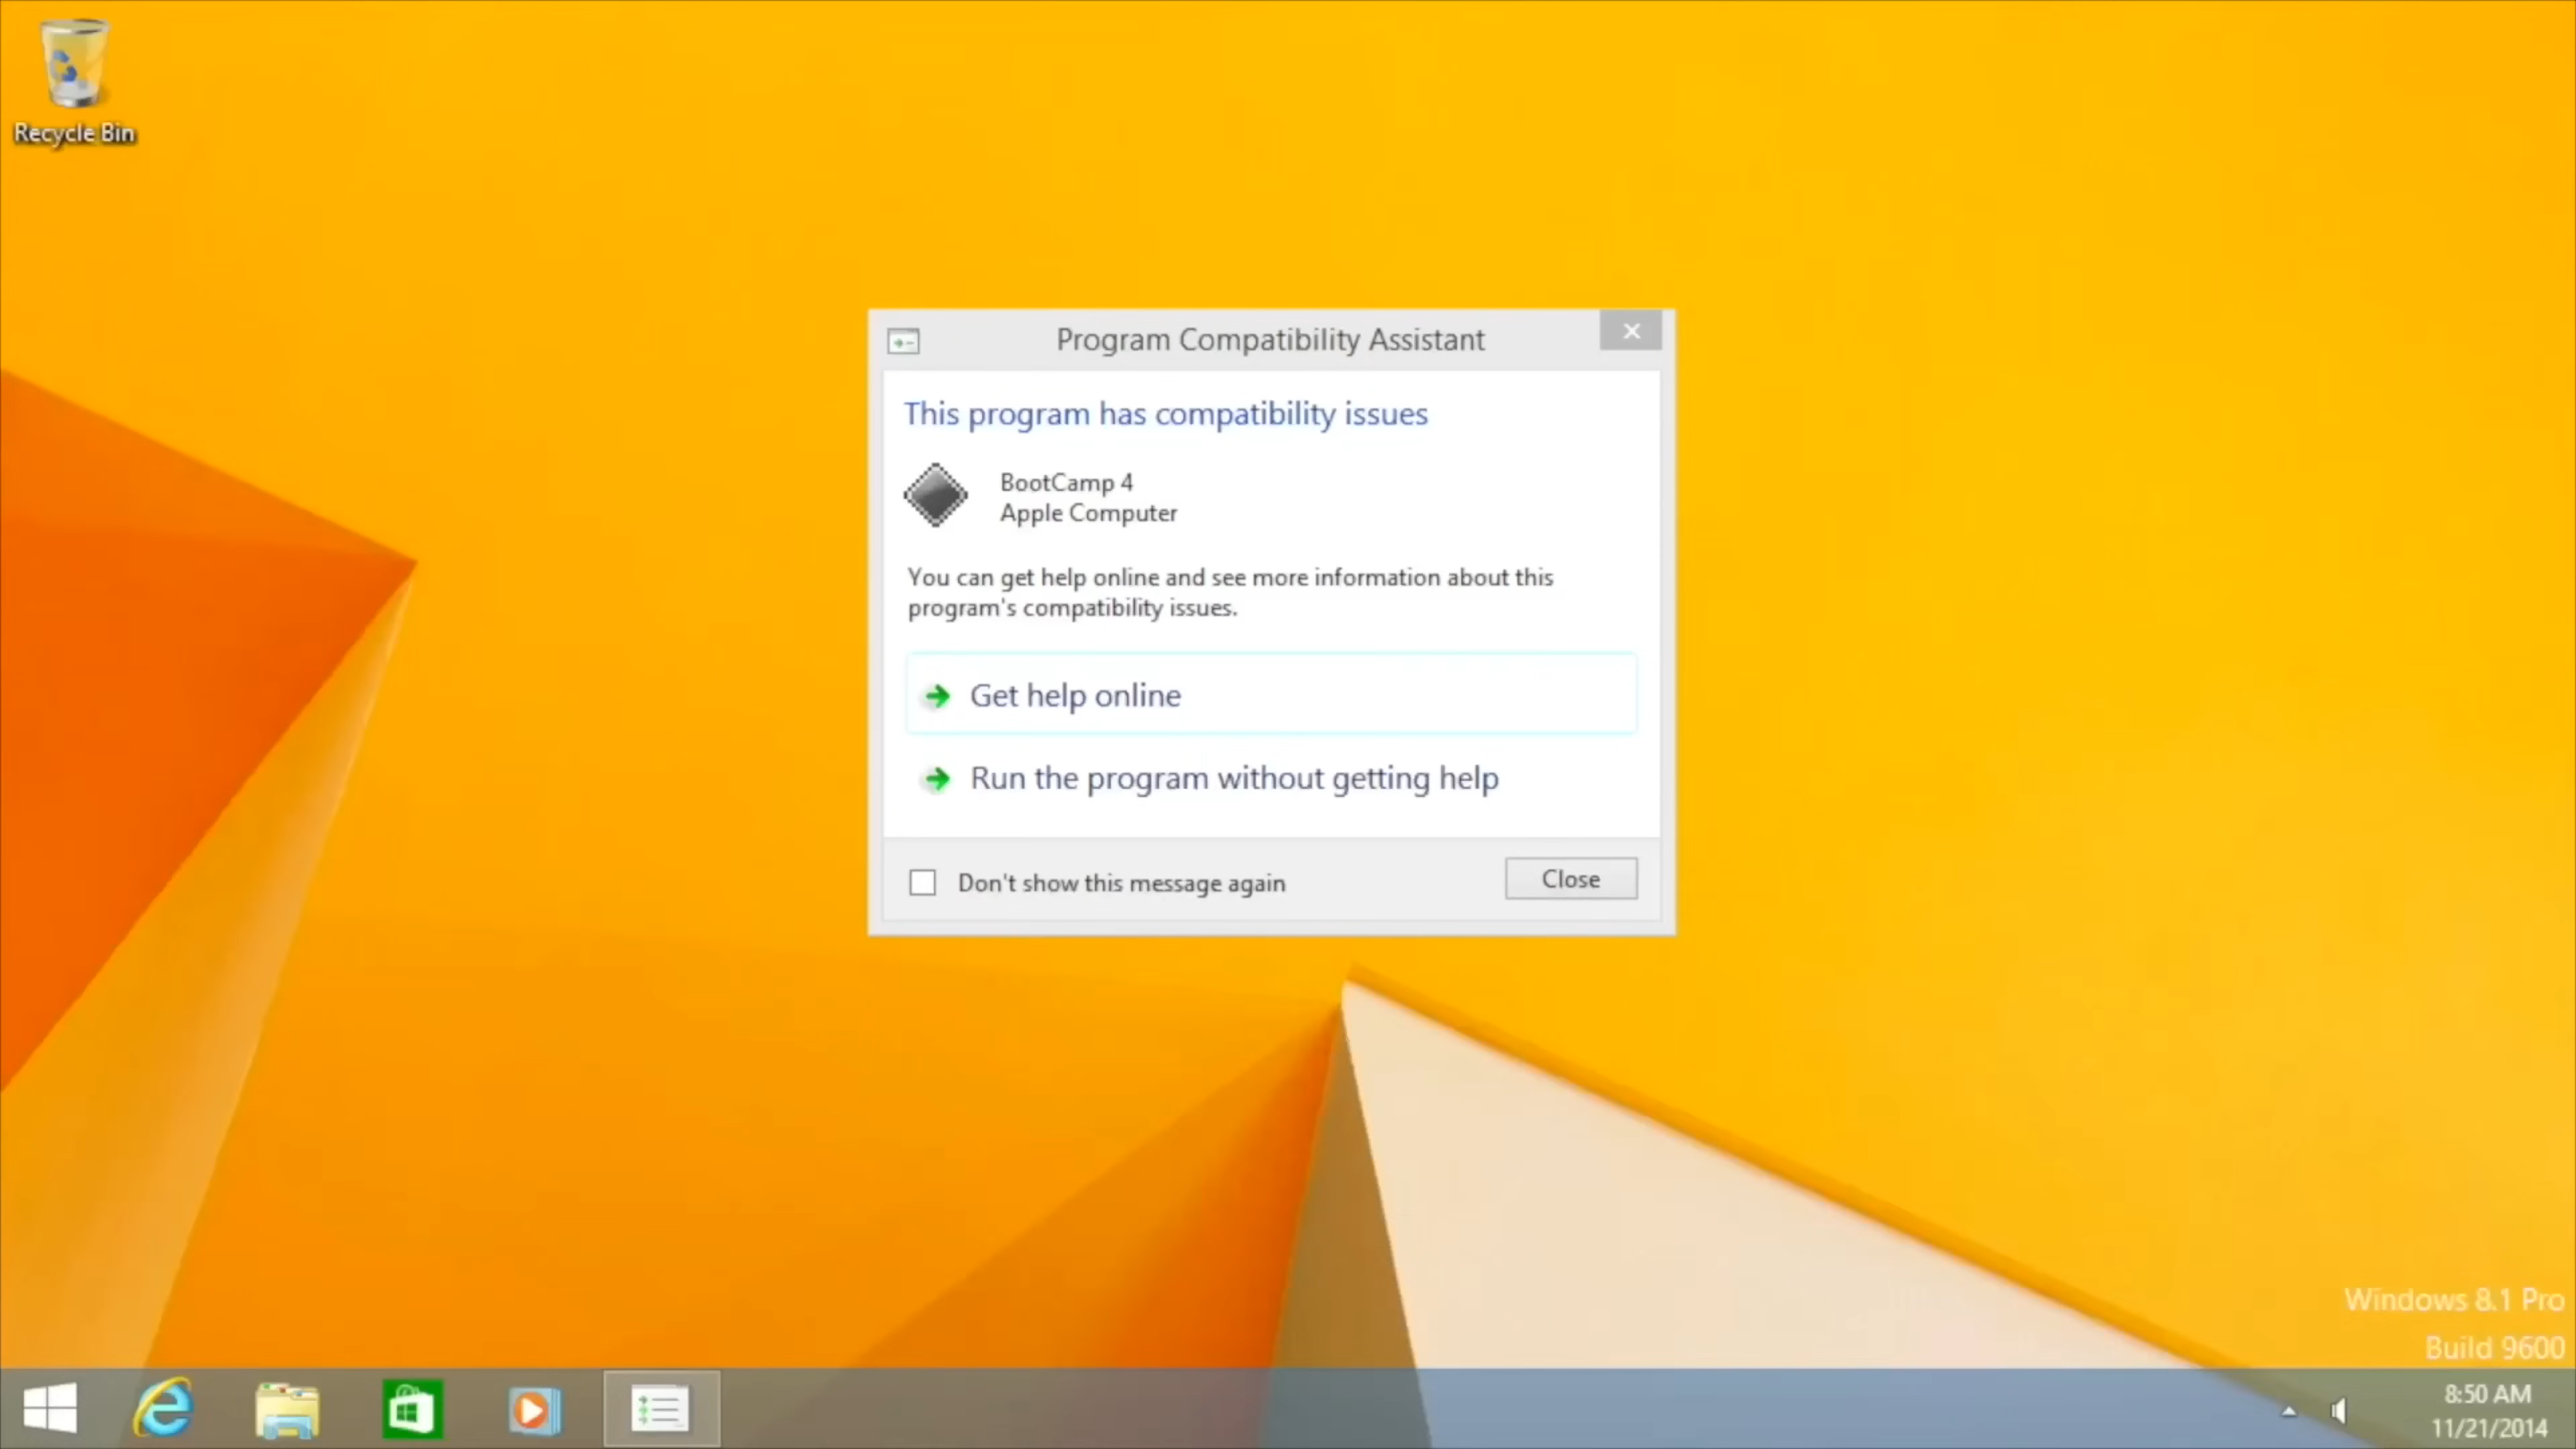 Recycle Bin
Program Compatibility Assistant
This program has compatibility issues
BootCamp 4
Apple Computer
You can get help online and see more information about this
program's compatibility issues.
Get help online
Run the program without getting help
Don't show this message again
Close
Windows 8.1 Pro
Build 9600
8:50 AM
11/21/2014